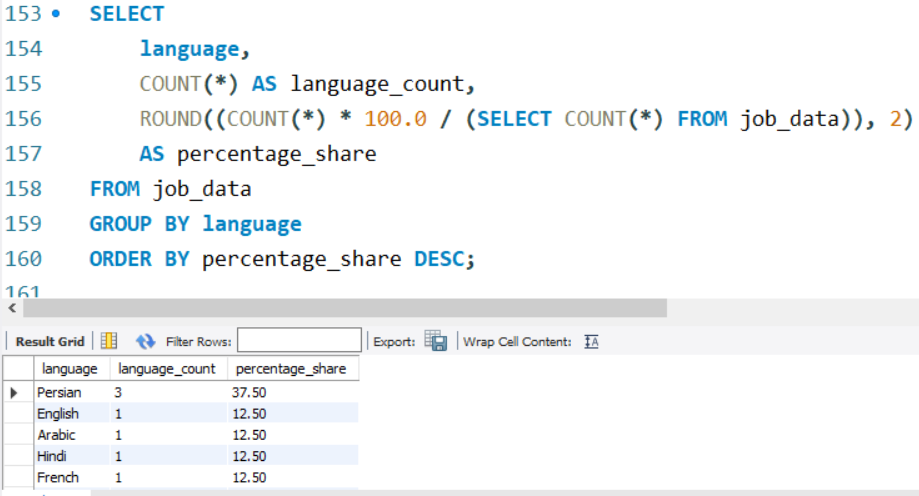 153 SELECT
154 language,
155 COUNT(*) AS language_count,
156 ROUND((COUNT(*) * 100.0 / (SELECT COUNT(*) FROM job_data)), 2)
157 AS percentage_share
158 FROM job_data
159 GROUP BY language
160 ORDER BY percentage_share DESC;
161
Result Grid Filter Rows: Export: Wrap Cell Content: IA
language language_count percentage_share
Persian 3 37.50
English 1 12.50
Arabic 1 12.50
Hindi 1 12.50
French 1 12.50